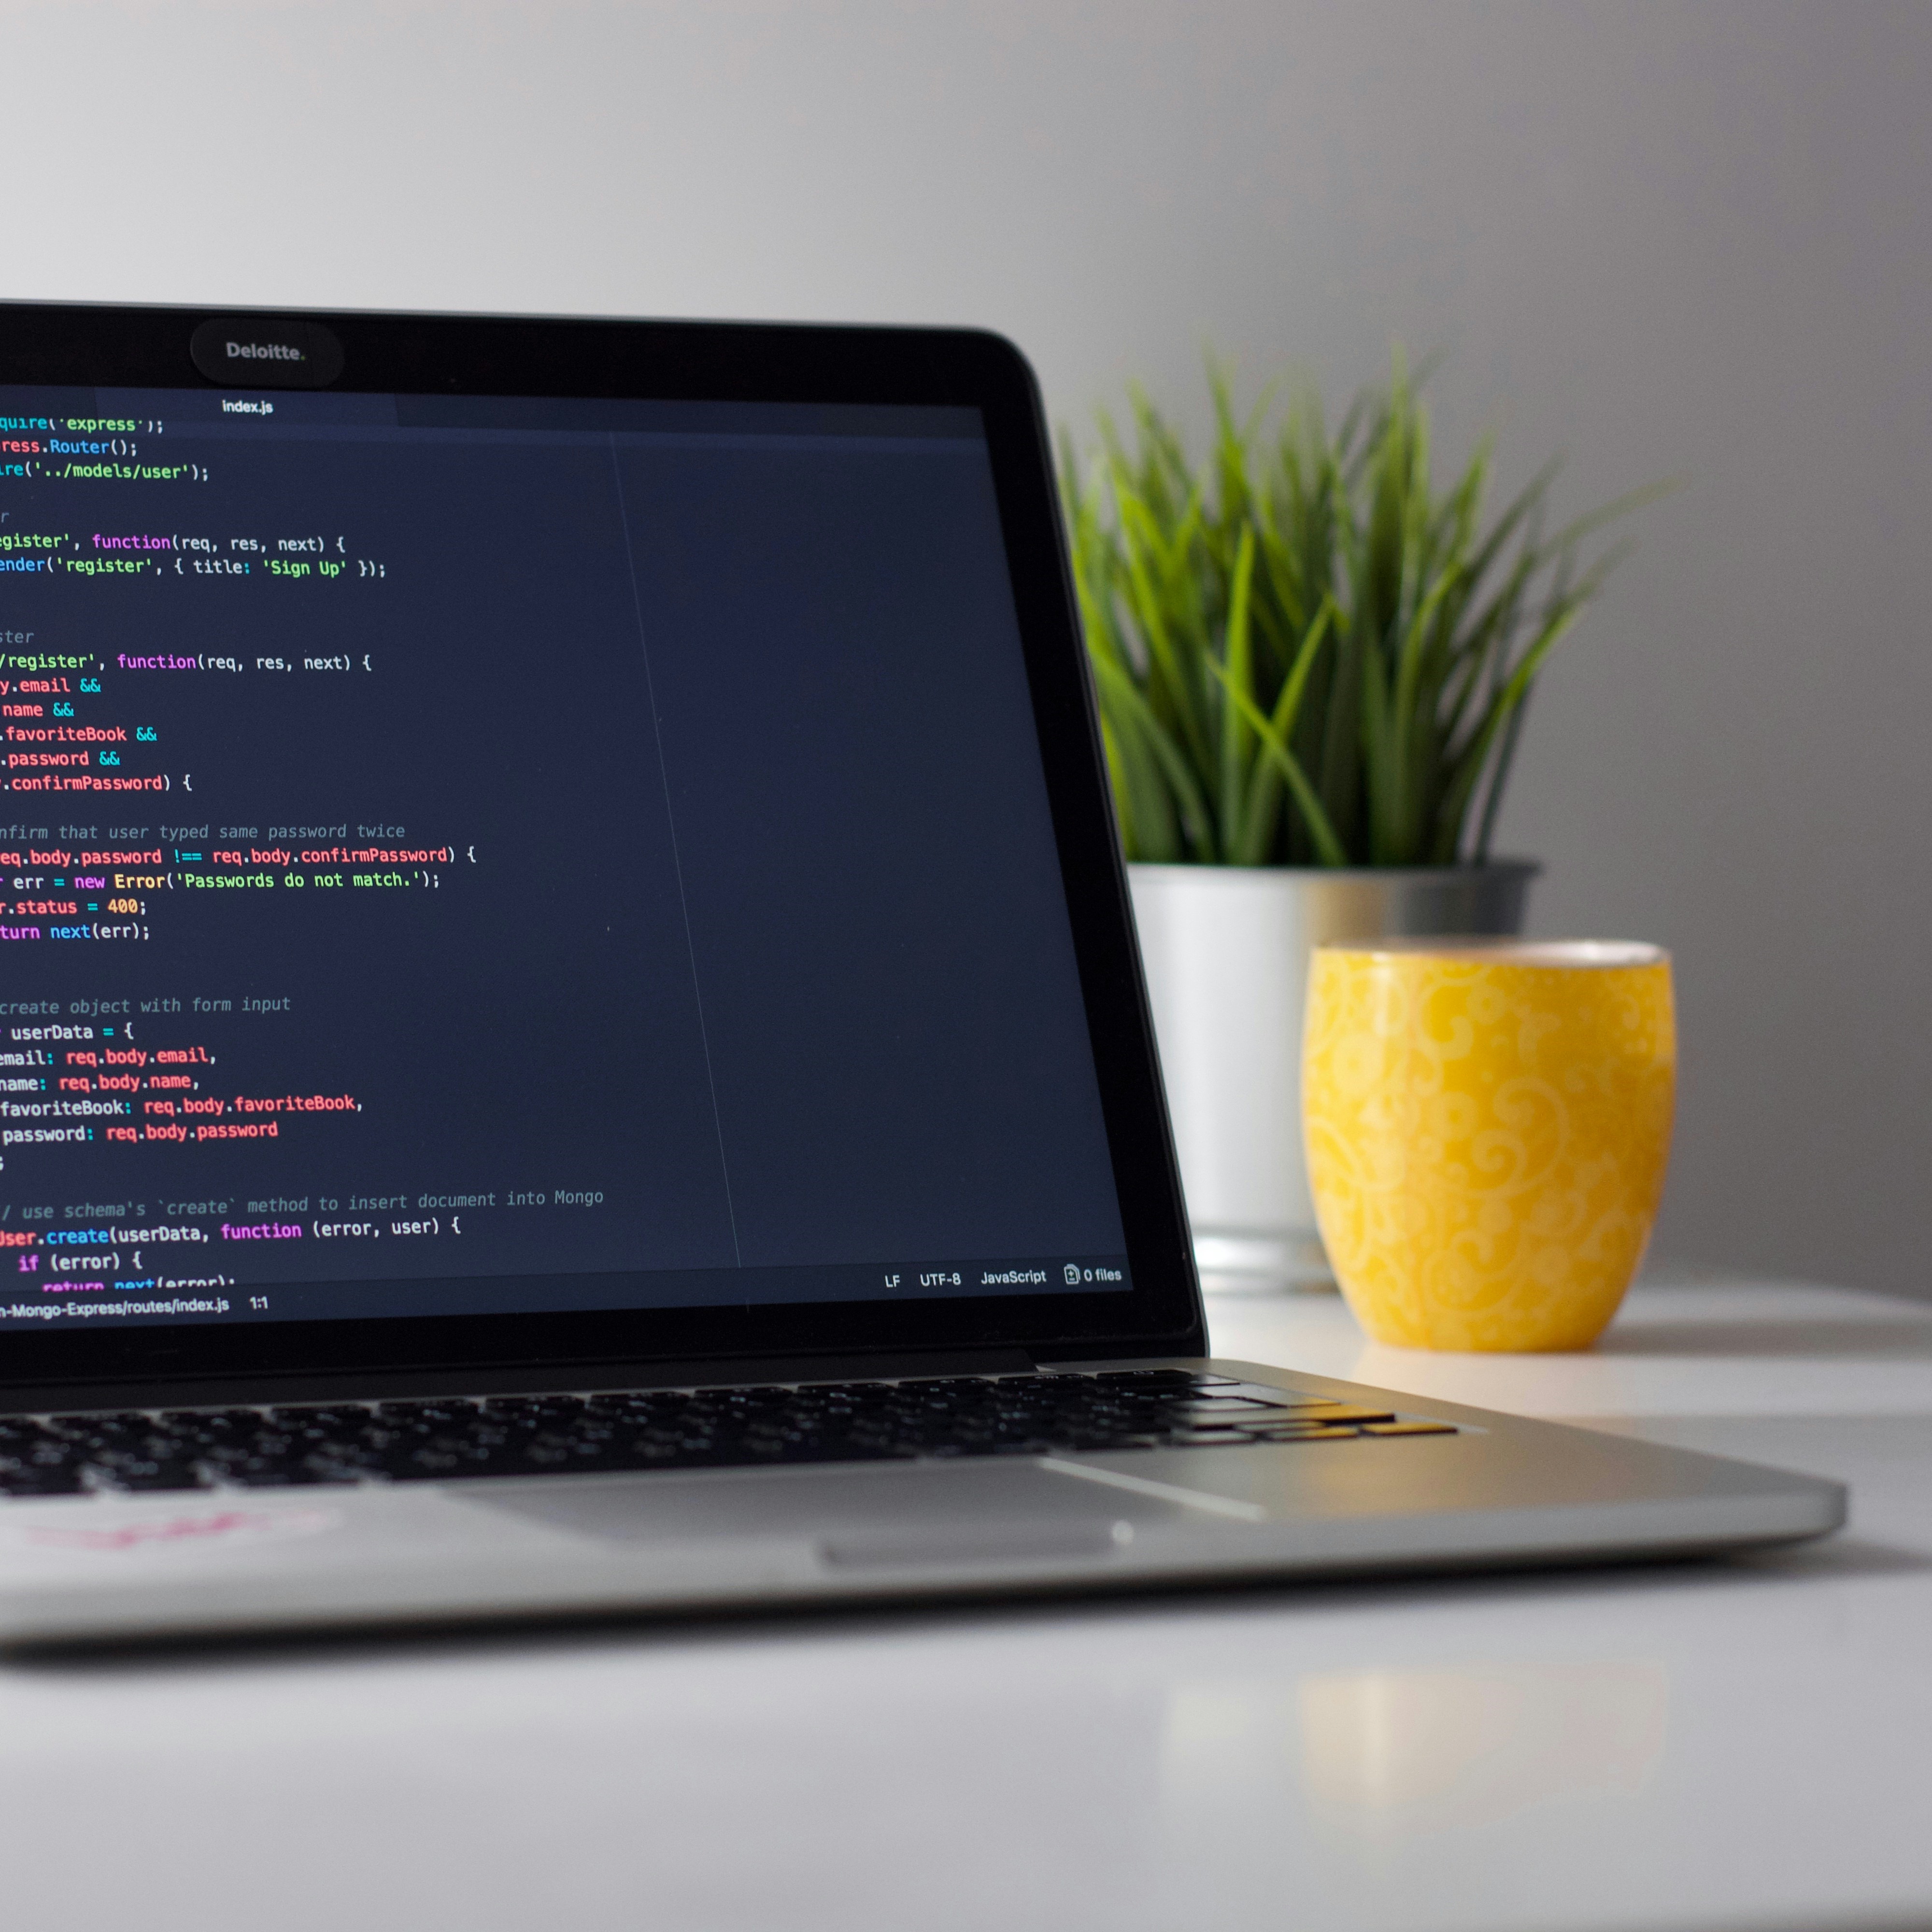 Deloitte.
index.js
quire('express');
ress.Router();
ire('../models/user');
r
egister', function(req, res, next) {
ender('register', { title: 'Sign Up' });
ster
/register', function(req, res, next) {
y.email &&
name &&
.favoriteBook &&
.password &&
.confirmPassword) {
nfirm that user typed same password twice
eq.body.password !== req.body.confirmPassword) {
r err = new Error('Passwords do not match.');
r.status = 400;
turn next(err);
create object with form input
userData = {
email: req.body.email,
name: req.body.name,
favoriteBook: req.body.favoriteBook,
password: req.body.password
;
/ use schema's `create` method to insert document into Mongo
User.create(userData, function (error, user) {
if (error) {
return next(error);
n-Mongo-Express/routes/index.js 1:1 LF UTF-8 JavaScript 0 files